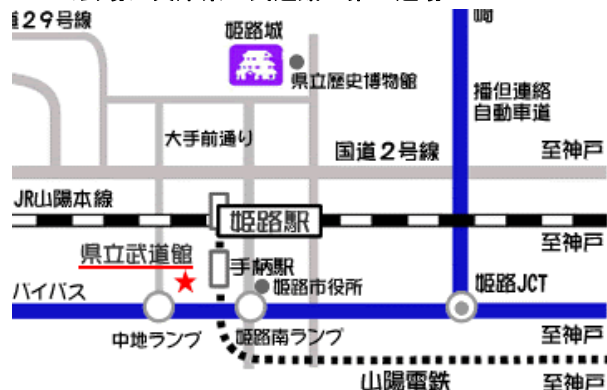 道29号線
姫路城
崎
県立歴史博物館
播但連絡
自動車道
大手前通り
国道2号線
至神戸
JR山陽本線
姫路駅
至神戸
県立武道館
手柄駅
バイパス
姫路市役所
姫路JCT
中地ランプ
姫路南ランプ
至神戸
山陽電鉄
至神戸